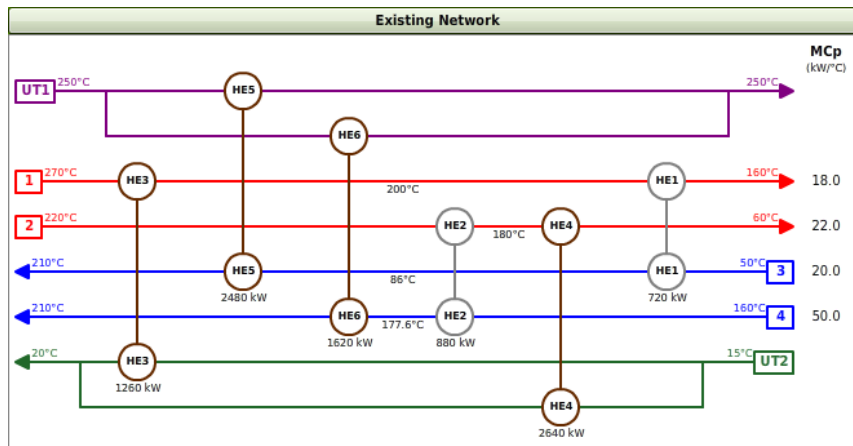 Existing Network
MCp
(kW/°C)
UT1 250°C HE5 250°C
HE6
1 270°C HE3 200°C HE1 160°C 18.0
2 220°C HE2 180°C HE4 60°C 22.0
210°C HE5 86°C HE1 50°C 3 20.0
2480 kW 720 kW
210°C HE6 177.6°C HE2 160°C 4 50.0
1620 kW 880 kW
20°C HE3 15°C UT2
1260 kW
HE4
2640 kW